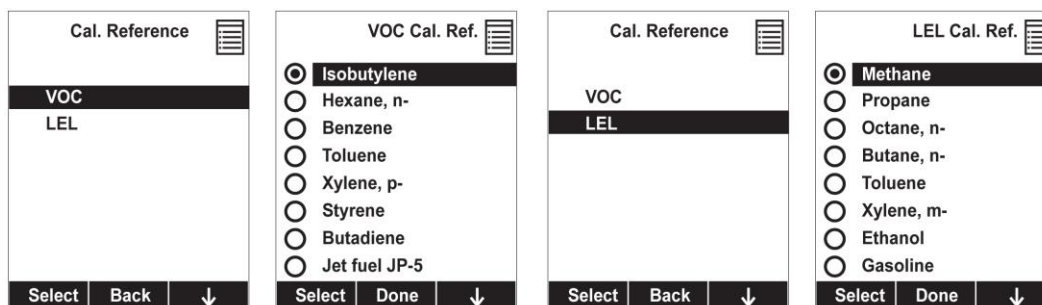 Cal. Reference
VOC
LEL
Select Back ↓
VOC Cal. Ref.
Isobutylene
Hexane, n-
Benzene
Toluene
Xylene, p-
Styrene
Butadiene
Jet fuel JP-5
Select Done ↓
Cal. Reference
VOC
LEL
Select Back ↓
LEL Cal. Ref.
Methane
Propane
Octane, n-
Butane, n-
Toluene
Xylene, m-
Ethanol
Gasoline
Select Done ↓